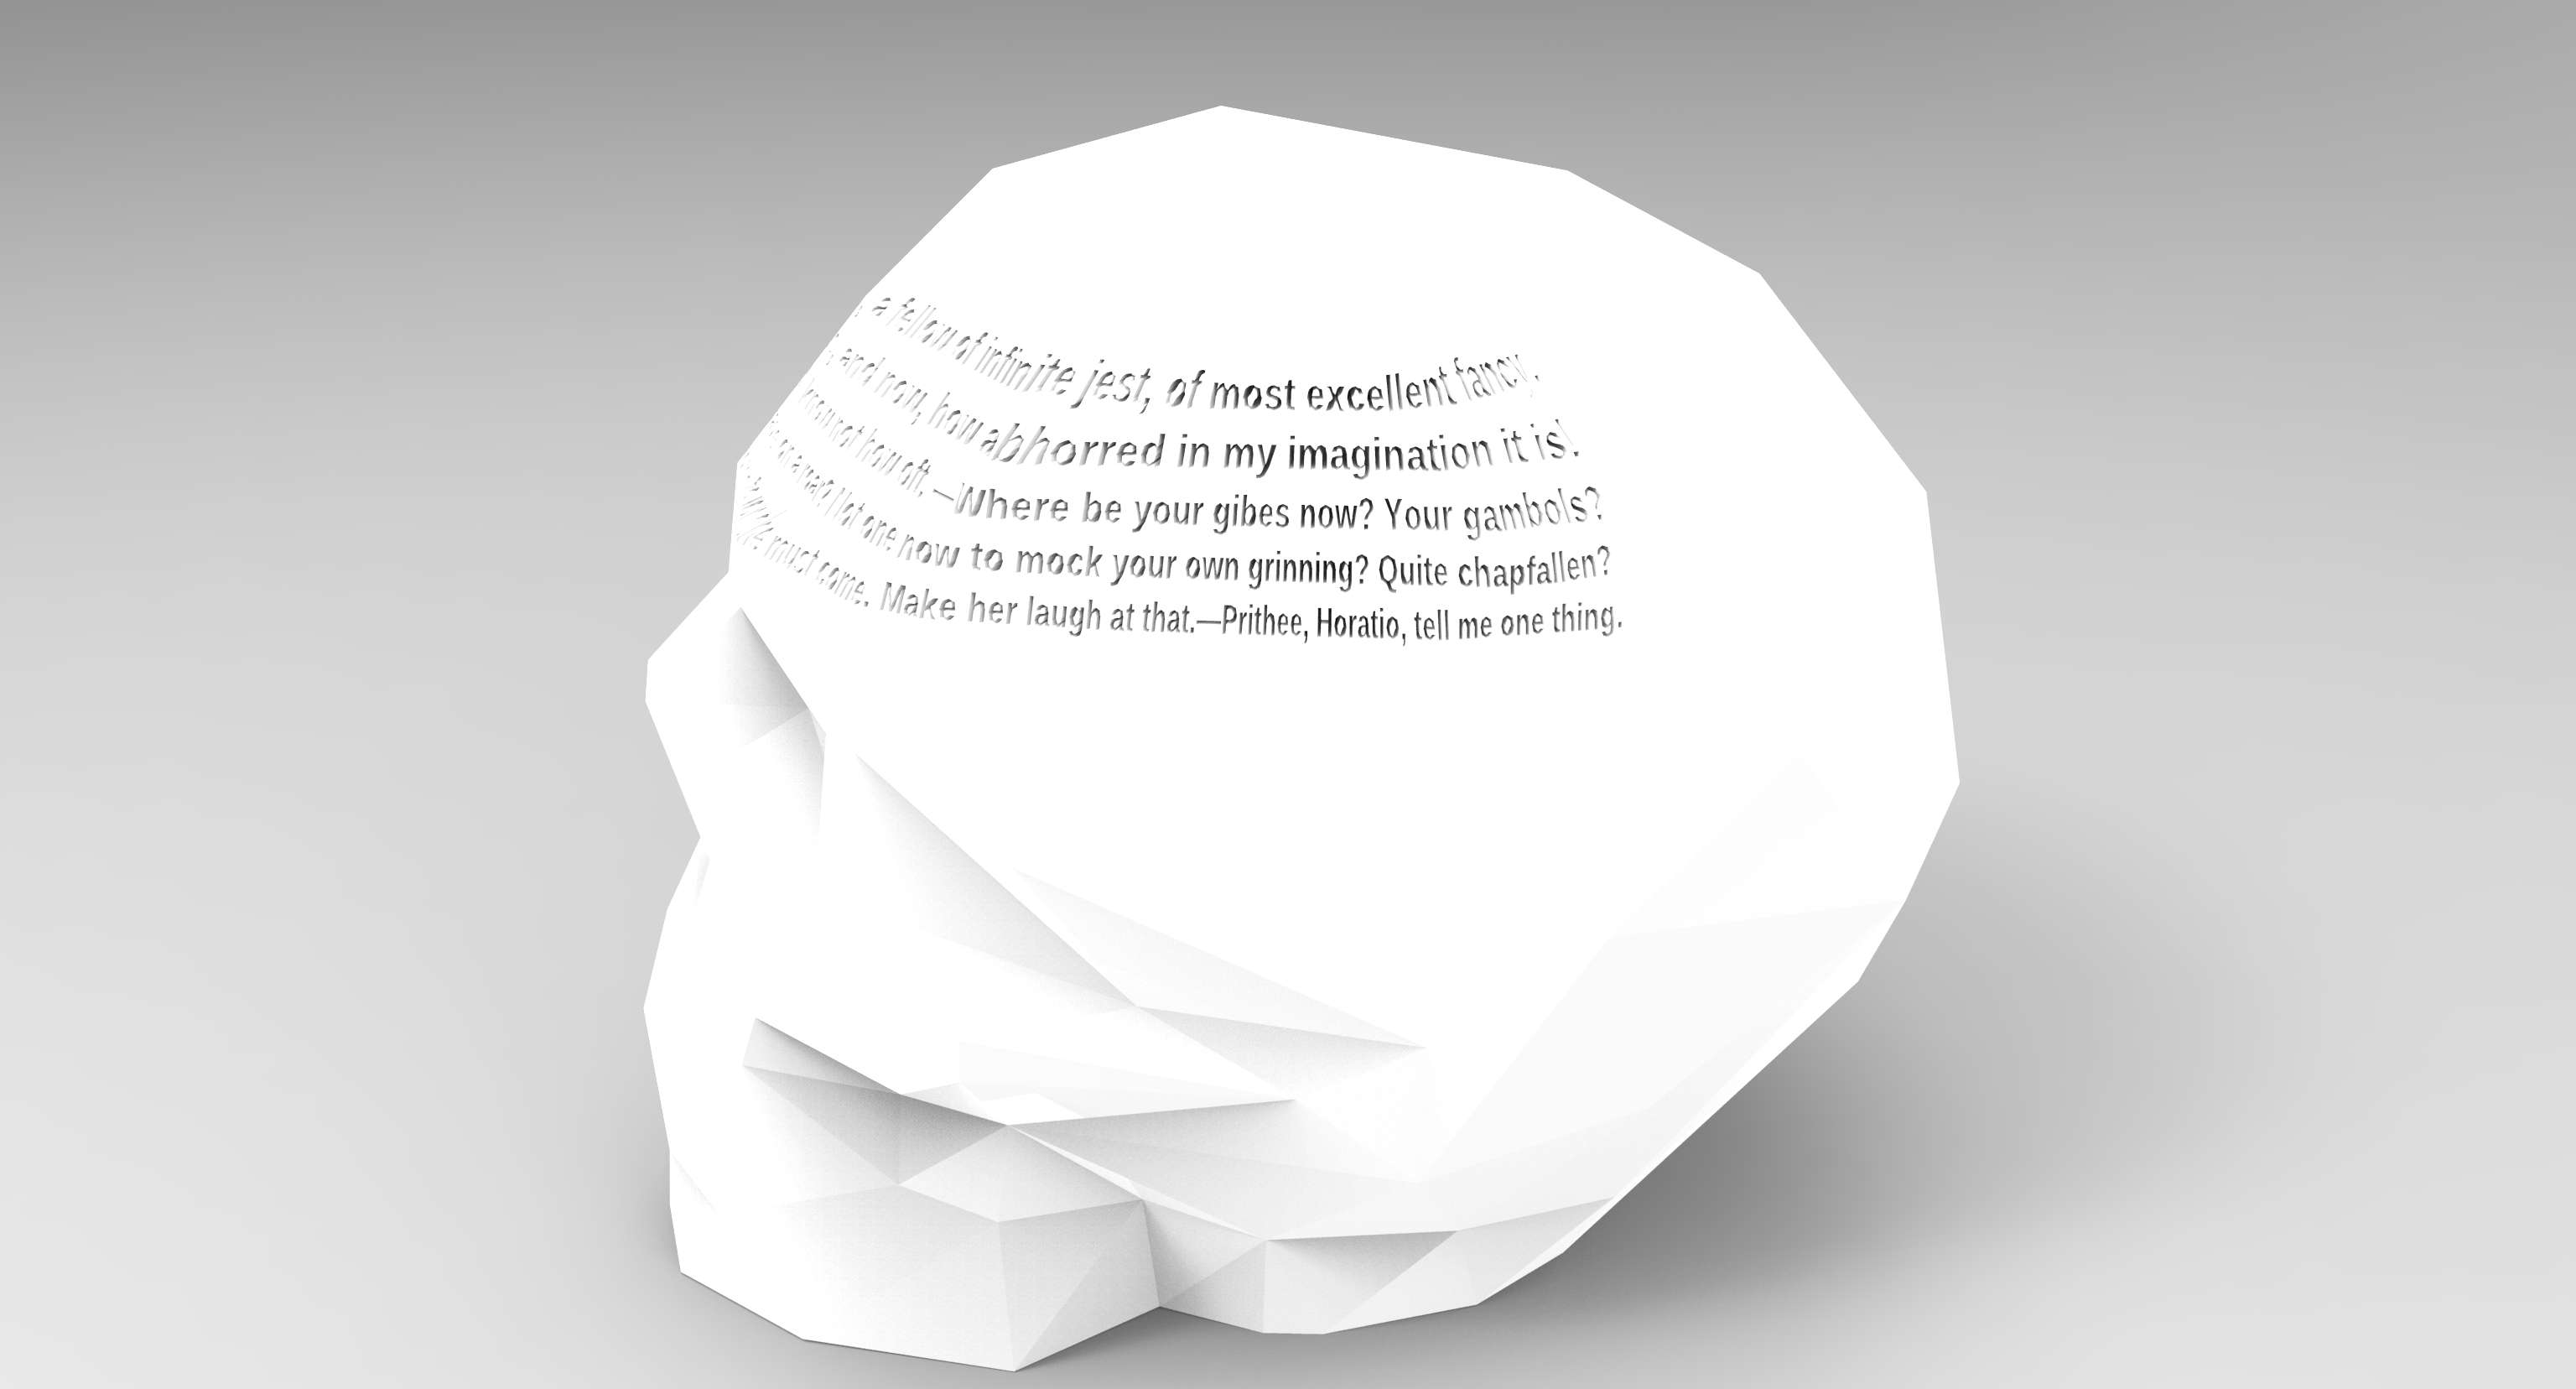 a fellow of infinite jest, of most excellent fancy.
and now, how abhorred in my imagination it is!
know not how oft. —Where be your gibes now? Your gambols?
Not one now to mock your own grinning? Quite chapfallen?
must come. Make her laugh at that.—Prithee, Horatio, tell me one thing.